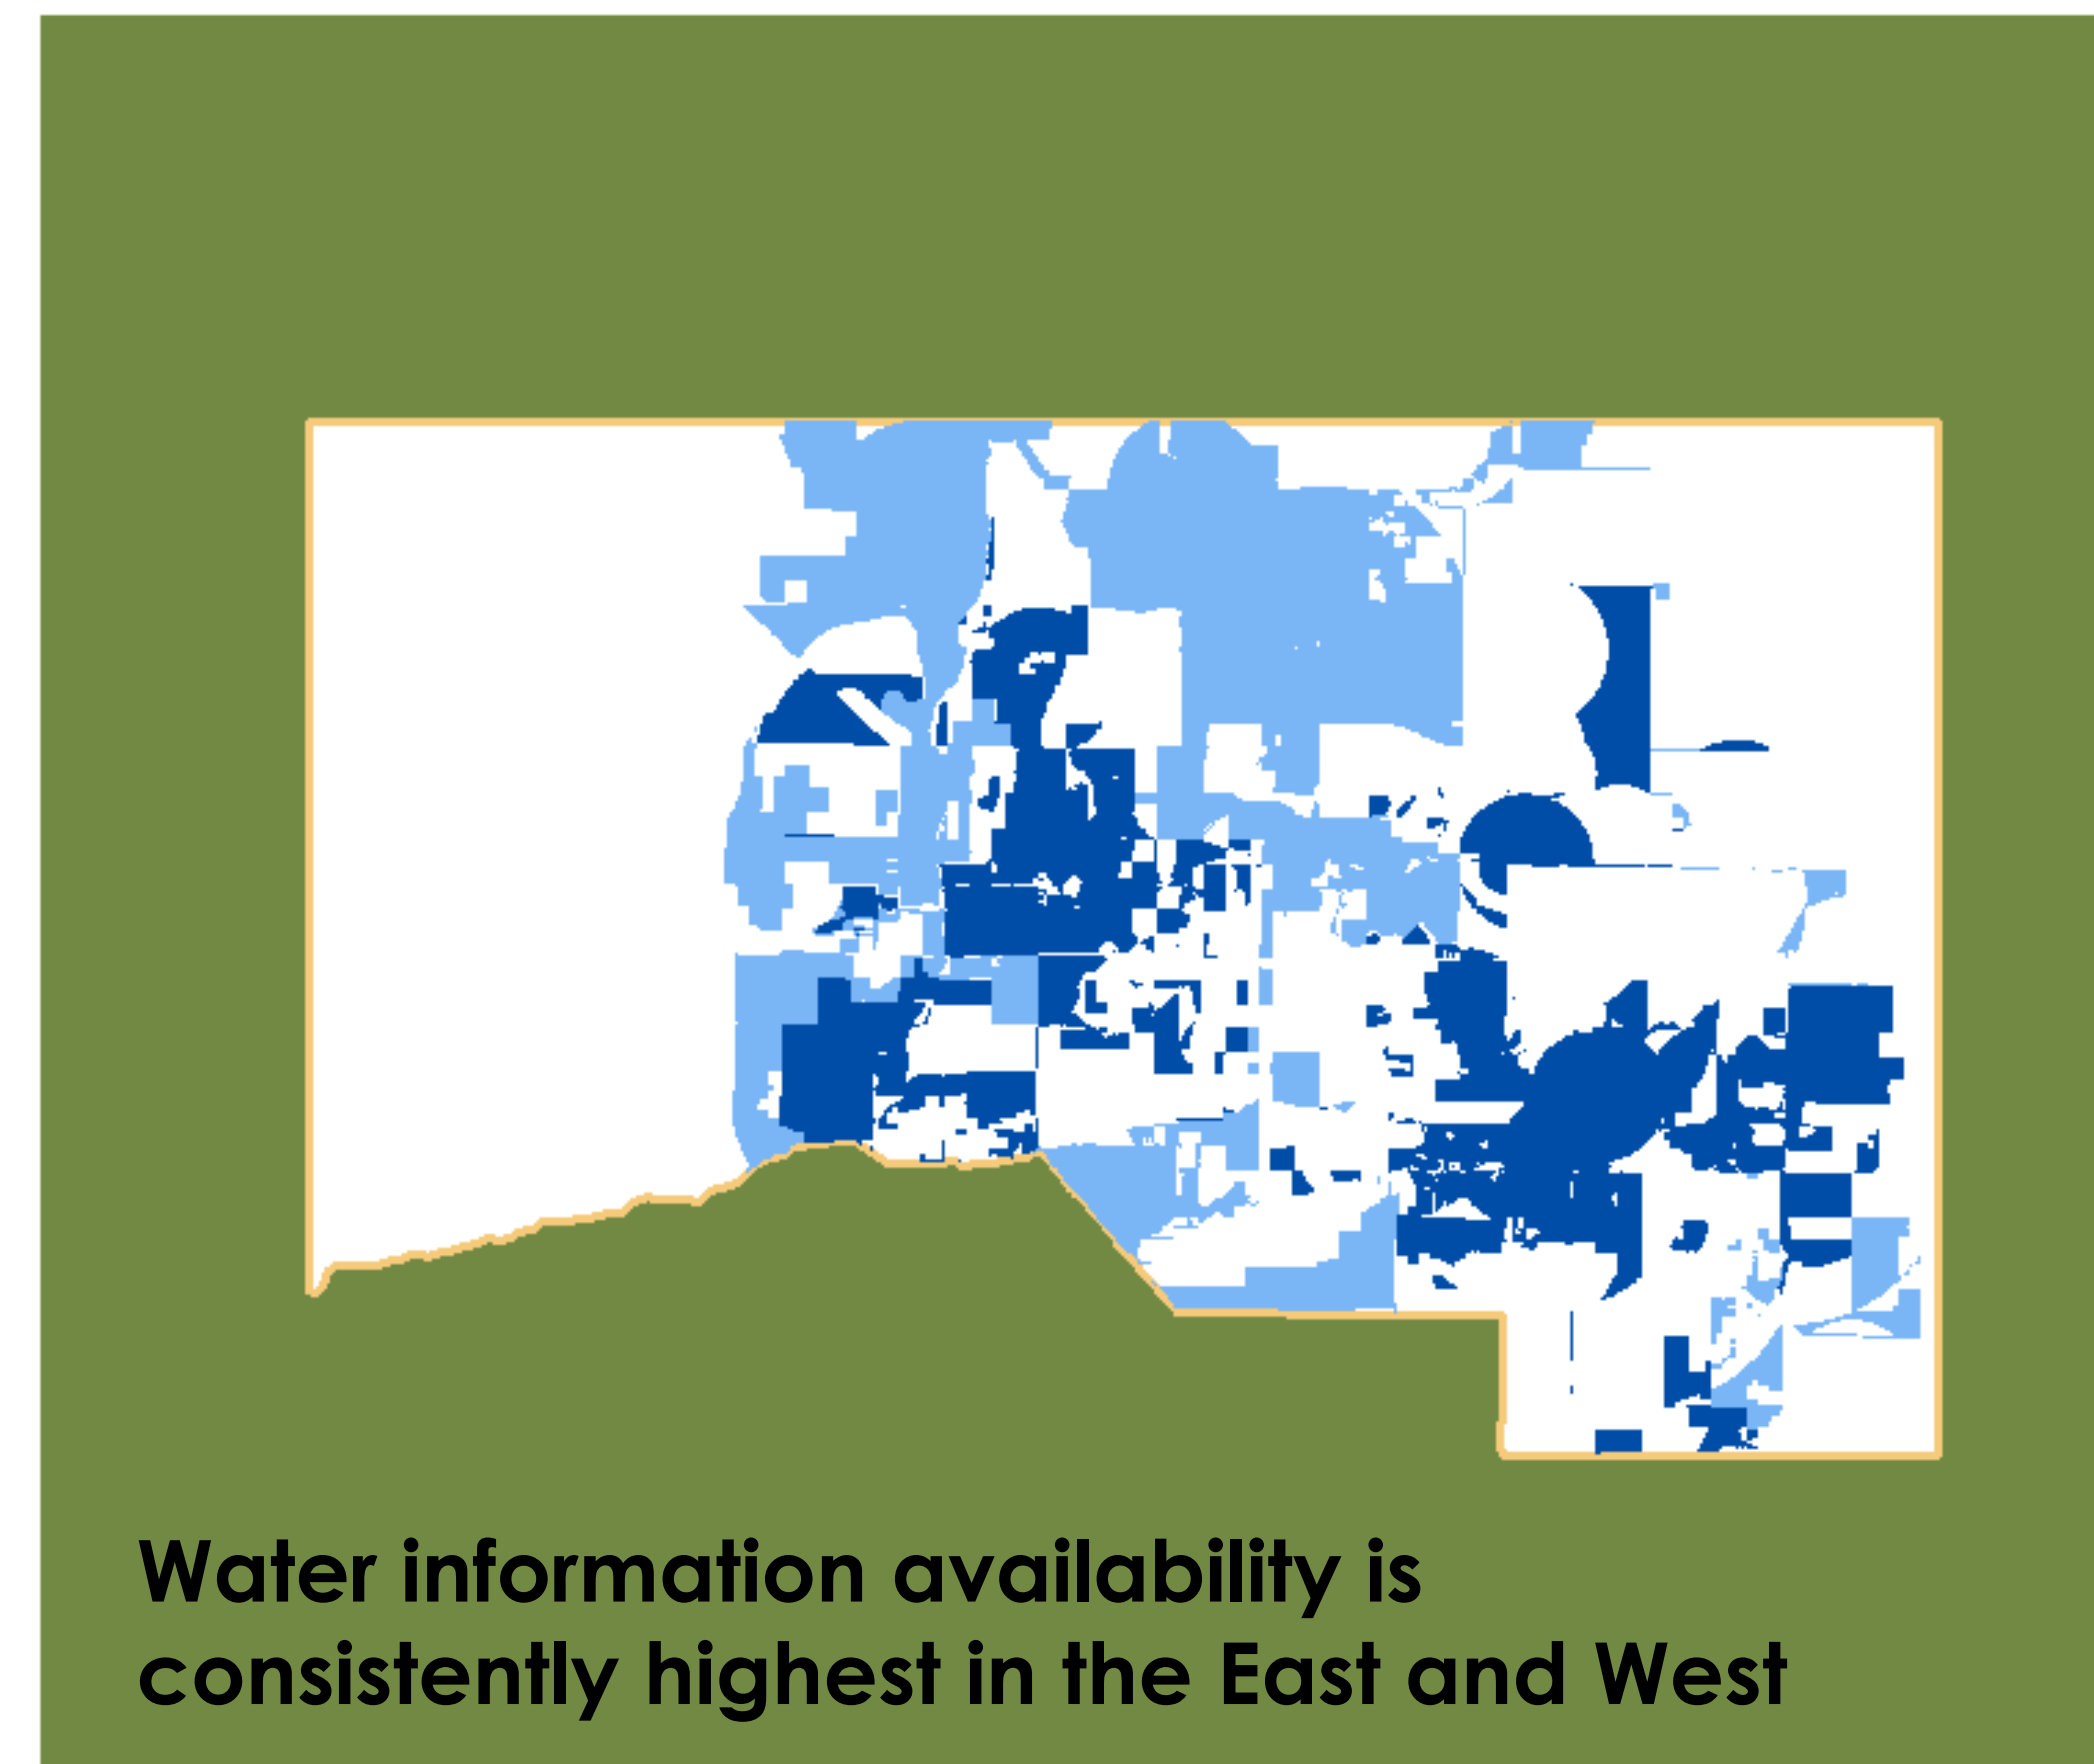 Water information availability is
consistently highest in the East and West